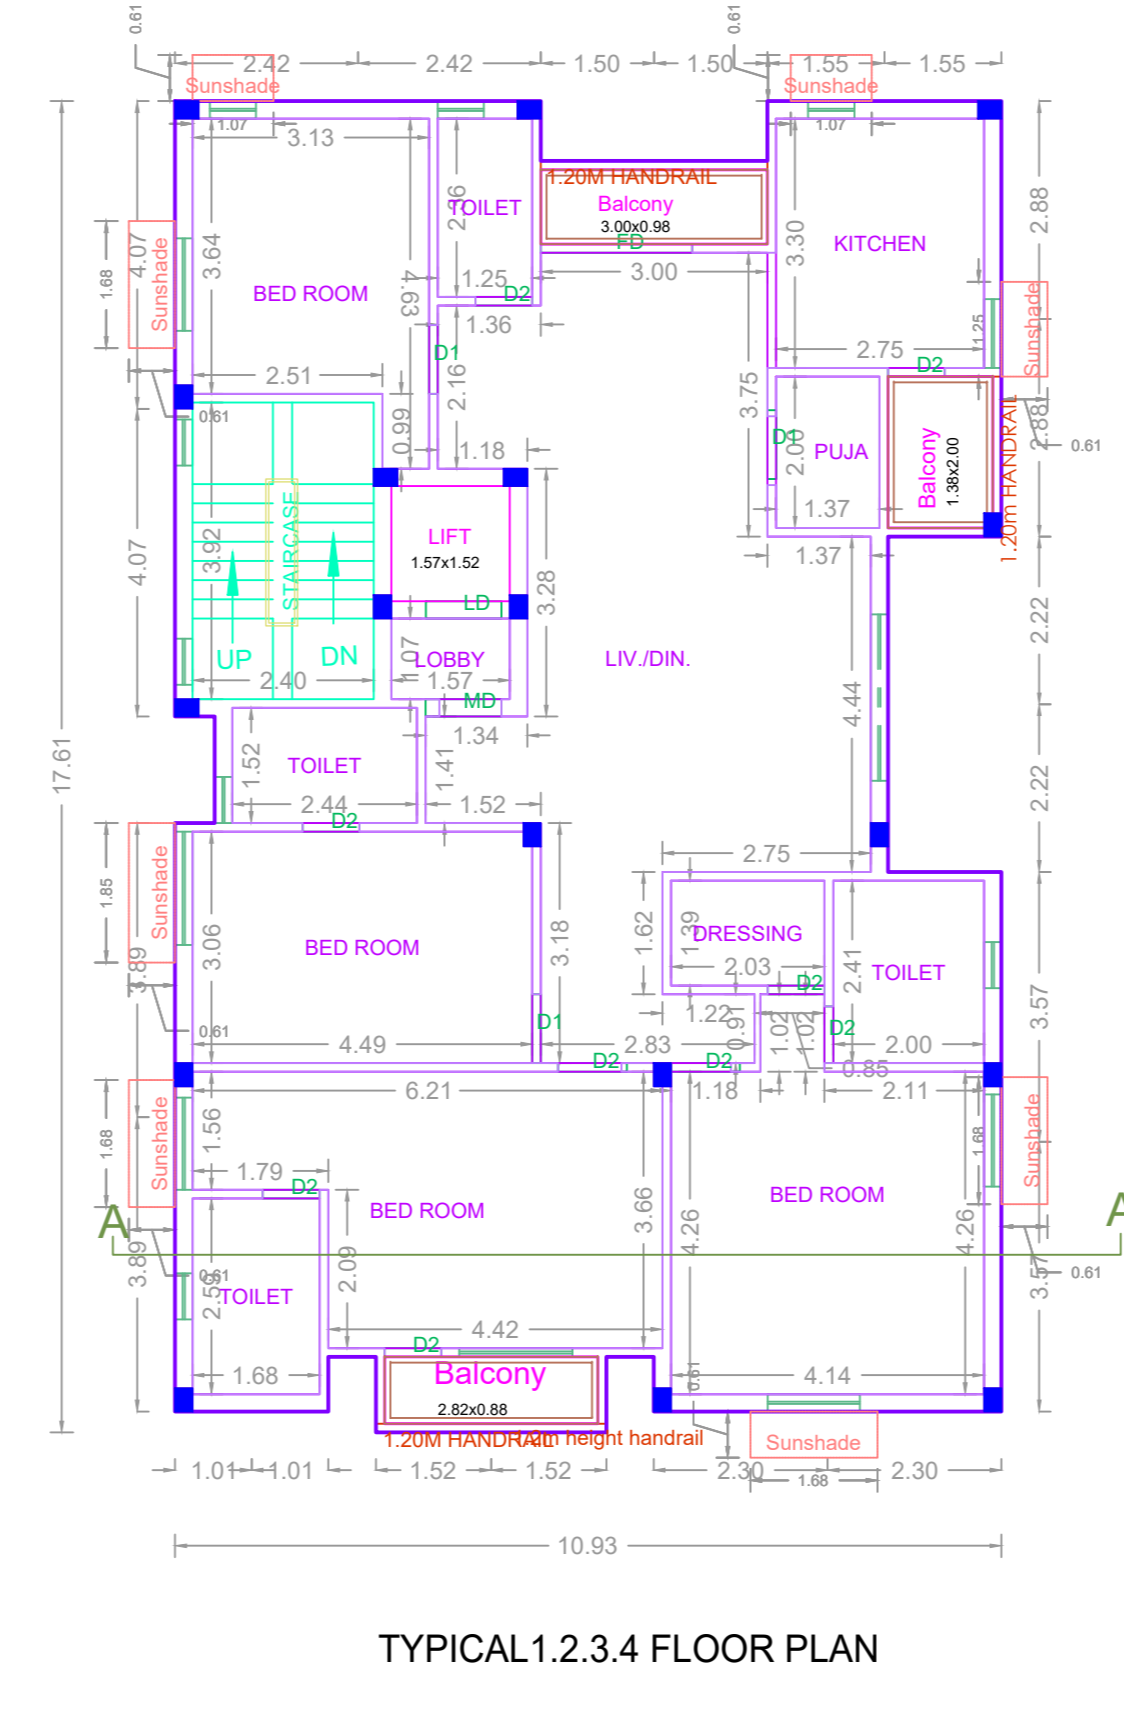 0.61
0.61
2.42
2.42
1.50
1.50
1.55
1.55
Sunshade
Sunshade
1.07
1.07
3.13
1.20M HANDRAIL
Balcony
3.00x0.98
FD
3.00
TOILET
2.36
1.25
D2
1.36
KITCHEN
3.30
2.88
4.07
1.68
Sunshade
3.64
BED ROOM
4.63
D1
2.16
2.51
0.99
0.61
1.18
3.75
2.75
D2
1.25
Sunshade
2.88
0.61
D1
2.00
PUJA
1.37
1.37
Balcony
1.38x2.00
1.20m HANDRAIL
4.07
3.92
STAIRCASE
UP
DN
2.40
LIFT
1.57x1.52
LD
3.28
LOBBY
1.07
1.57
MD
1.34
LIV./DIN.
4.44
2.22
2.22
17.61
1.52
TOILET
2.44
D2
1.41
1.52
1.85
Sunshade
3.89
0.61
3.06
BED ROOM
4.49
3.18
D1
2.83
D2
2.75
1.62
1.39
DRESSING
2.03
D2
1.22
0.91
1.02
1.02
0.85
D2
2.41
TOILET
2.00
D2
1.18
2.11
3.57
6.21
1.68
Sunshade
1.56
1.79
D2
BED ROOM
3.66
2.09
4.42
D2
4.26
BED ROOM
4.26
1.68
Sunshade
A
A
3.89
0.61
2.59
TOILET
1.68
3.57
0.61
Balcony
2.82x0.88
1.20M HANDRAIL
1.2m height handrail
0.61
4.14
Sunshade
1.68
1.01
1.01
1.52
1.52
2.30
2.30
10.93
TYPICAL1.2.3.4 FLOOR PLAN